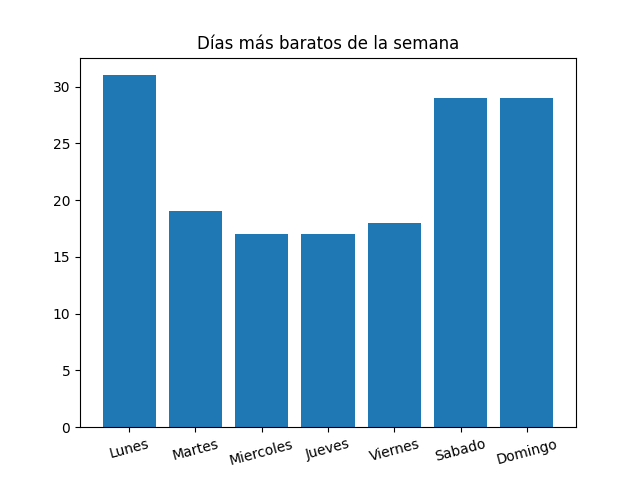 Días más baratos de la semana
30
25
20
15
10
5
0
Lunes
Martes
Miercoles
Jueves
Viernes
Sabado
Domingo